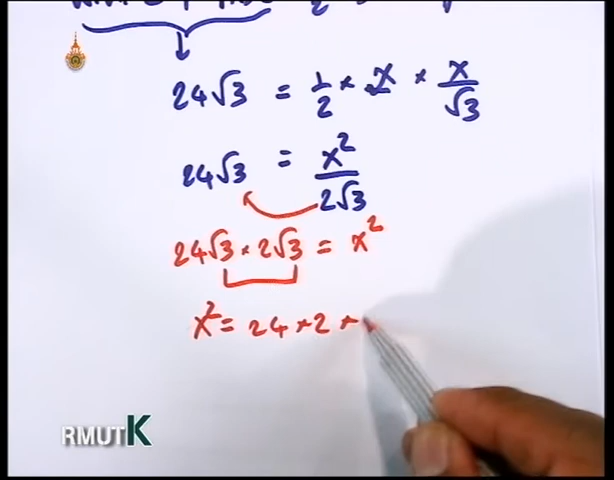 24√3 = 1/2 × x × x/√3
24√3 = x²/2√3
24√3 × 2√3 = x²
x² = 24 × 2 ×
RMUTK